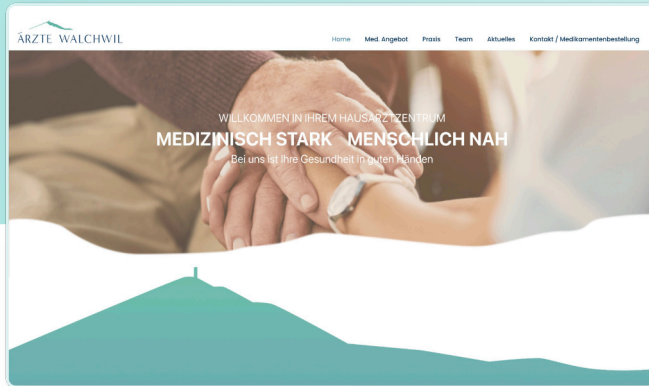 ÄRZTE WALCHWIL
Home Med. Angebot Praxis Team Aktuelles Kontakt / Medikamentenbestellung
WILLKOMMEN IN IHREM HAUSARZTZENTRUM
MEDIZINISCH STARK MENSCHLICH NAH
Bei uns ist Ihre Gesundheit in guten Händen